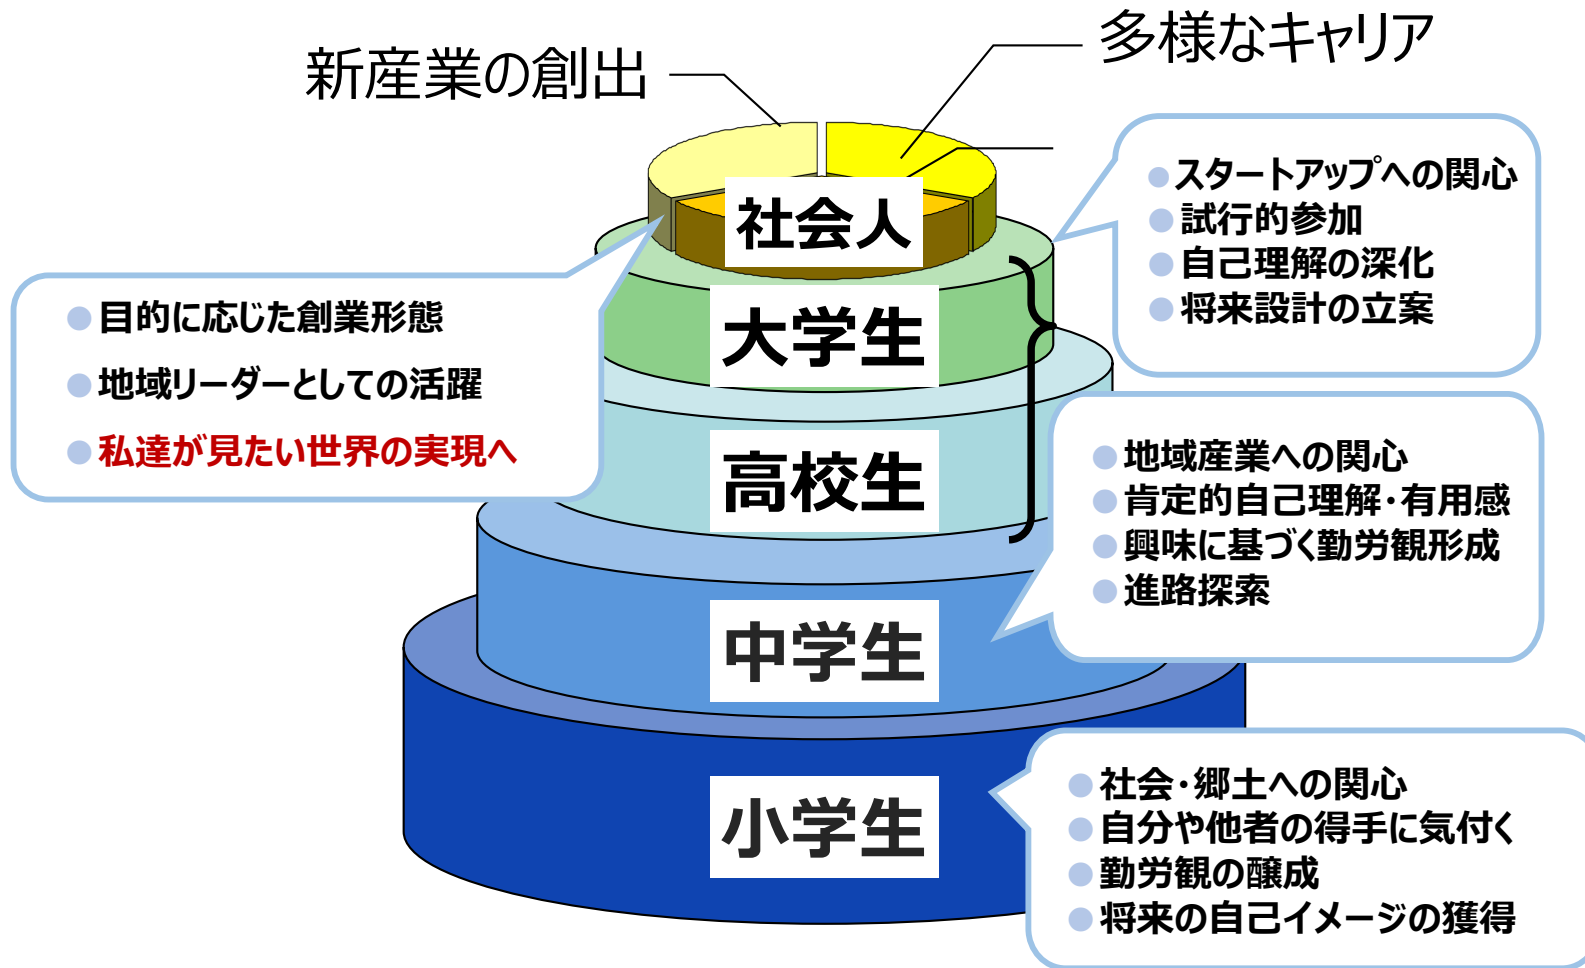 新産業の創出
多様なキャリア
社会人
大学生
高校生
中学生
小学生
スタートアップへの関心
試行的参加
自己理解の深化
将来設計の立案
目的に応じた創業形態
地域リーダーとしての活躍
私達が見たい世界の実現へ
地域産業への関心
肯定的自己理解・有用感
興味に基づく勤労観形成
進路探索
社会・郷土への関心
自分や他者の得手に気付く
勤労観の醸成
将来の自己イメージの獲得